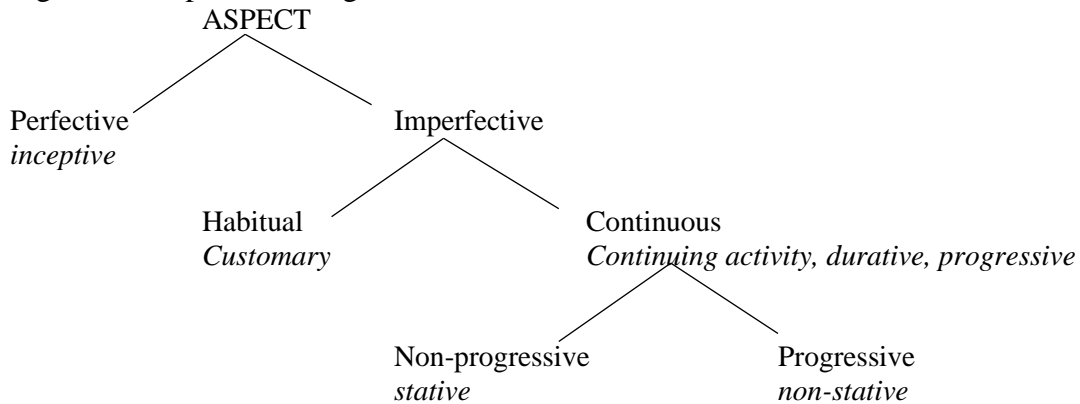 ASPECT
Perfective
inceptive
Imperfective
Habitual
Customary
Continuous
Continuing activity, durative, progressive
Non-progressive
stative
Progressive
non-stative